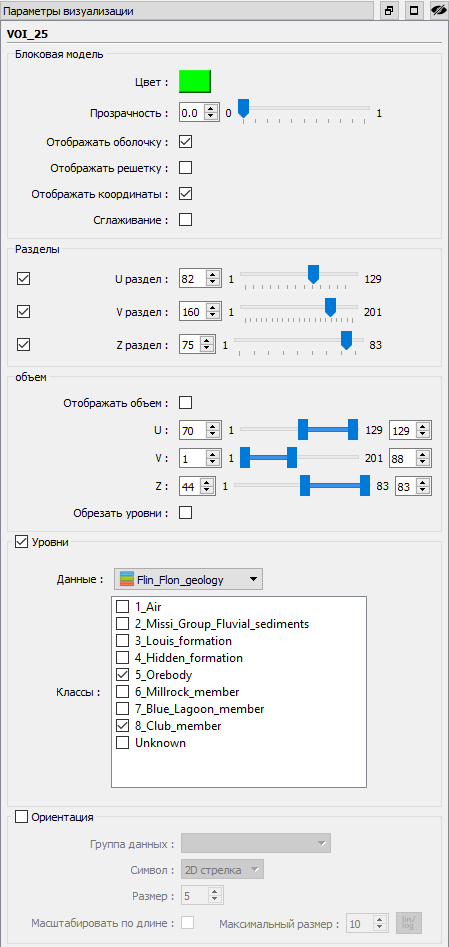 Параметры визуализации
VOI_25
Блоковая модель
Цвет :
Прозрачность : 0.0 0 1
Отображать оболочку :
Отображать решетку :
Отображать координаты :
Сглаживание :
Разделы
U раздел : 82 1 129
V раздел : 160 1 201
Z раздел : 75 1 83
объем
Отображать объем :
U : 70 1 129 129
V : 1 1 201 88
Z : 44 1 83 83
Обрезать уровни :
Уровни
Данные : Flin_Flon_geology
Классы :
1_Air
2_Missi_Group_Fluvial_sediments
3_Louis_formation
4_Hidden_formation
5_Orebody
6_Millrock_member
7_Blue_Lagoon_member
8_Club_member
Unknown
Ориентация
Группа данных :
Символ : 2D стрелка
Размер : 5
Масштабировать по длине : Максимальный размер : 10 lin/
log